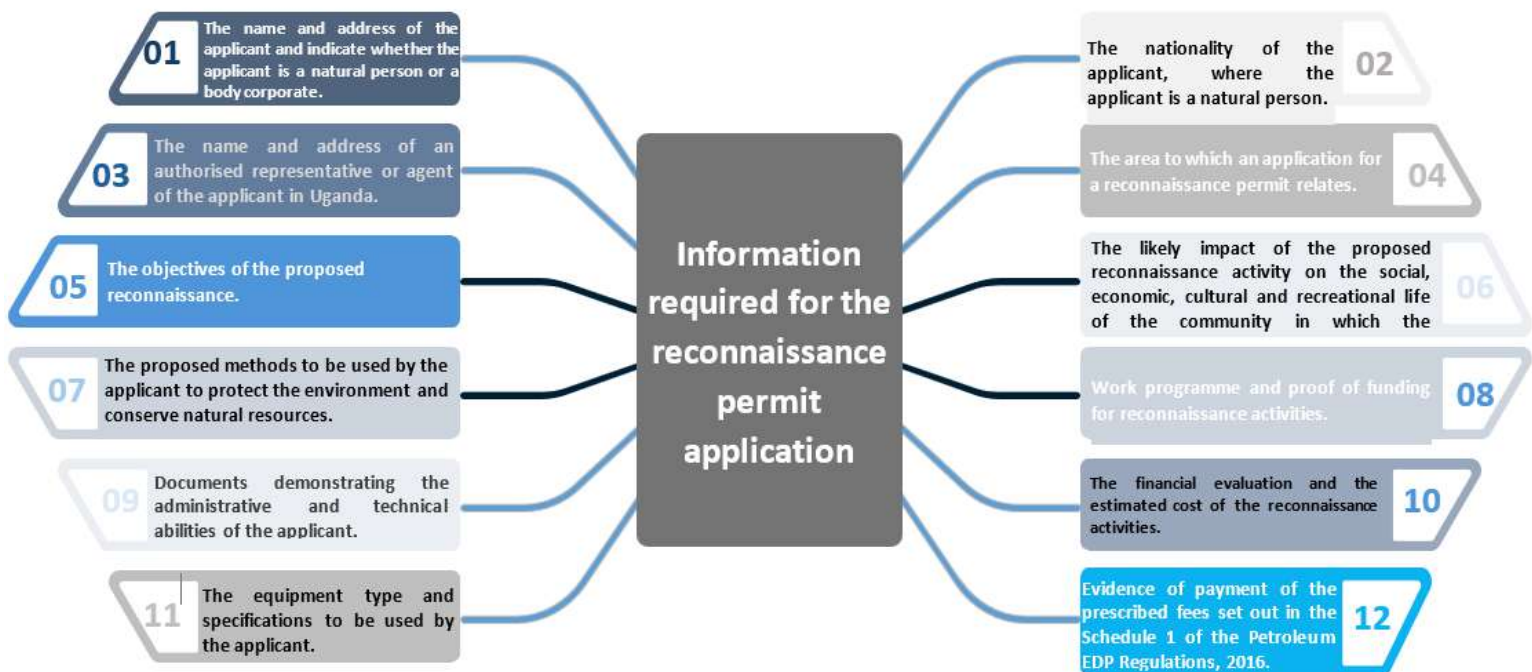 01
The name and address of the
applicant and indicate whether the
applicant is a natural person or a
body corporate.
02
The nationality of the
applicant, where the
applicant is a natural person.
03
The name and address of an
authorised representative or agent
of the applicant in Uganda.
04
The area to which an application for
a reconnaissance permit relates.
05
The objectives of the proposed
reconnaissance.
06
The likely impact of the proposed
reconnaissance activity on the social,
economic, cultural and recreational life
of the community in which the
07
The proposed methods to be used by the
applicant to protect the environment and
conserve natural resources.
08
Work programme and proof of funding
for reconnaissance activities.
09
Documents demonstrating the
administrative and technical
abilities of the applicant.
10
The financial evaluation and the
estimated cost of the reconnaissance
activities.
11
The equipment type and
specifications to be used by
the applicant.
12
Evidence of payment of the
prescribed fees set out in the
Schedule 1 of the Petroleum
EDP Regulations, 2016.
Information
required for the
reconnaissance
permit
application